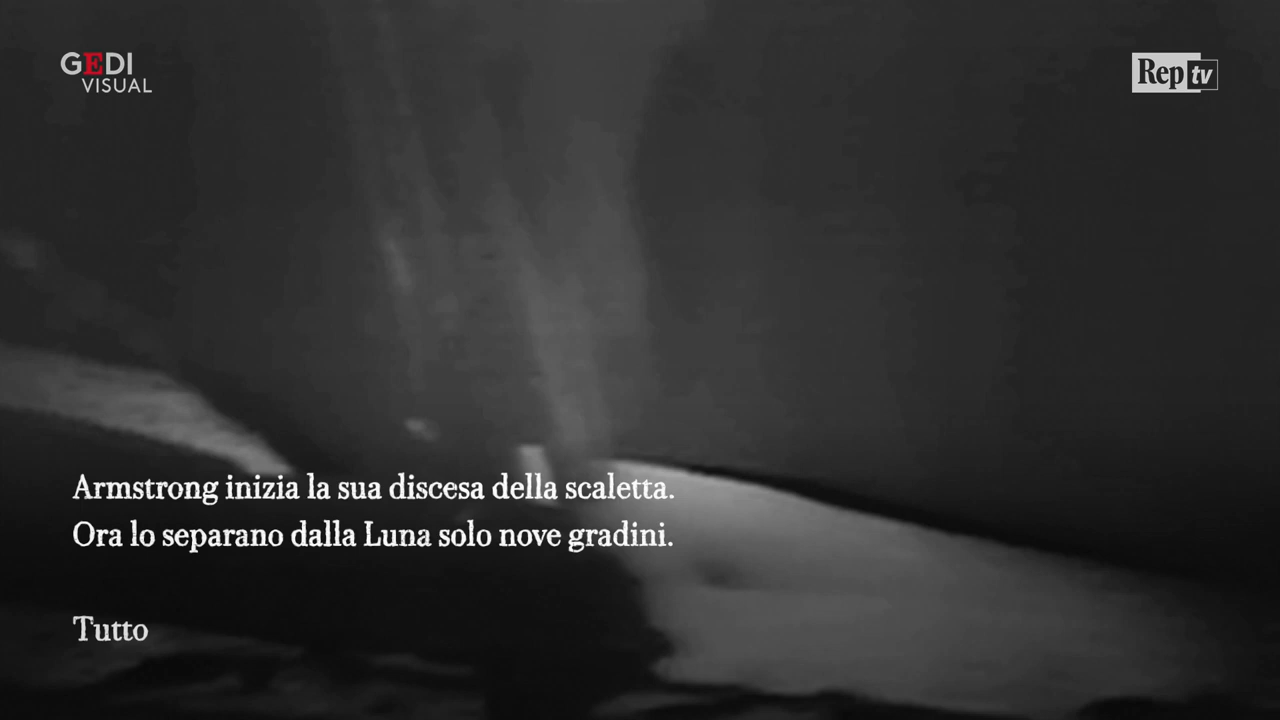 GEDI
VISUAL
Rep tv
Armstrong inizia la sua discesa della scaletta.
Ora lo separano dalla Luna solo nove gradini.
Tutto